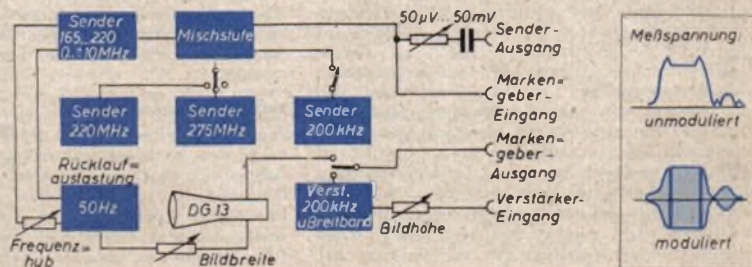 Sender
165...220
0...±10MHz
Mischstufe
50µV...50mV
Sender-
Ausgang
Sender
220MHz
Sender
275MHz
Sender
200kHz
Marken=
geber-
Eingang
Rücklauf=
austastung
50Hz
DG 13
Verst.
200kHz
uBreitband
Marken=
geber-
Ausgang
Verstärker-
Eingang
Frequenz=
hub
Bildbreite
Bildhöhe
Meßspannung:
unmoduliert
moduliert